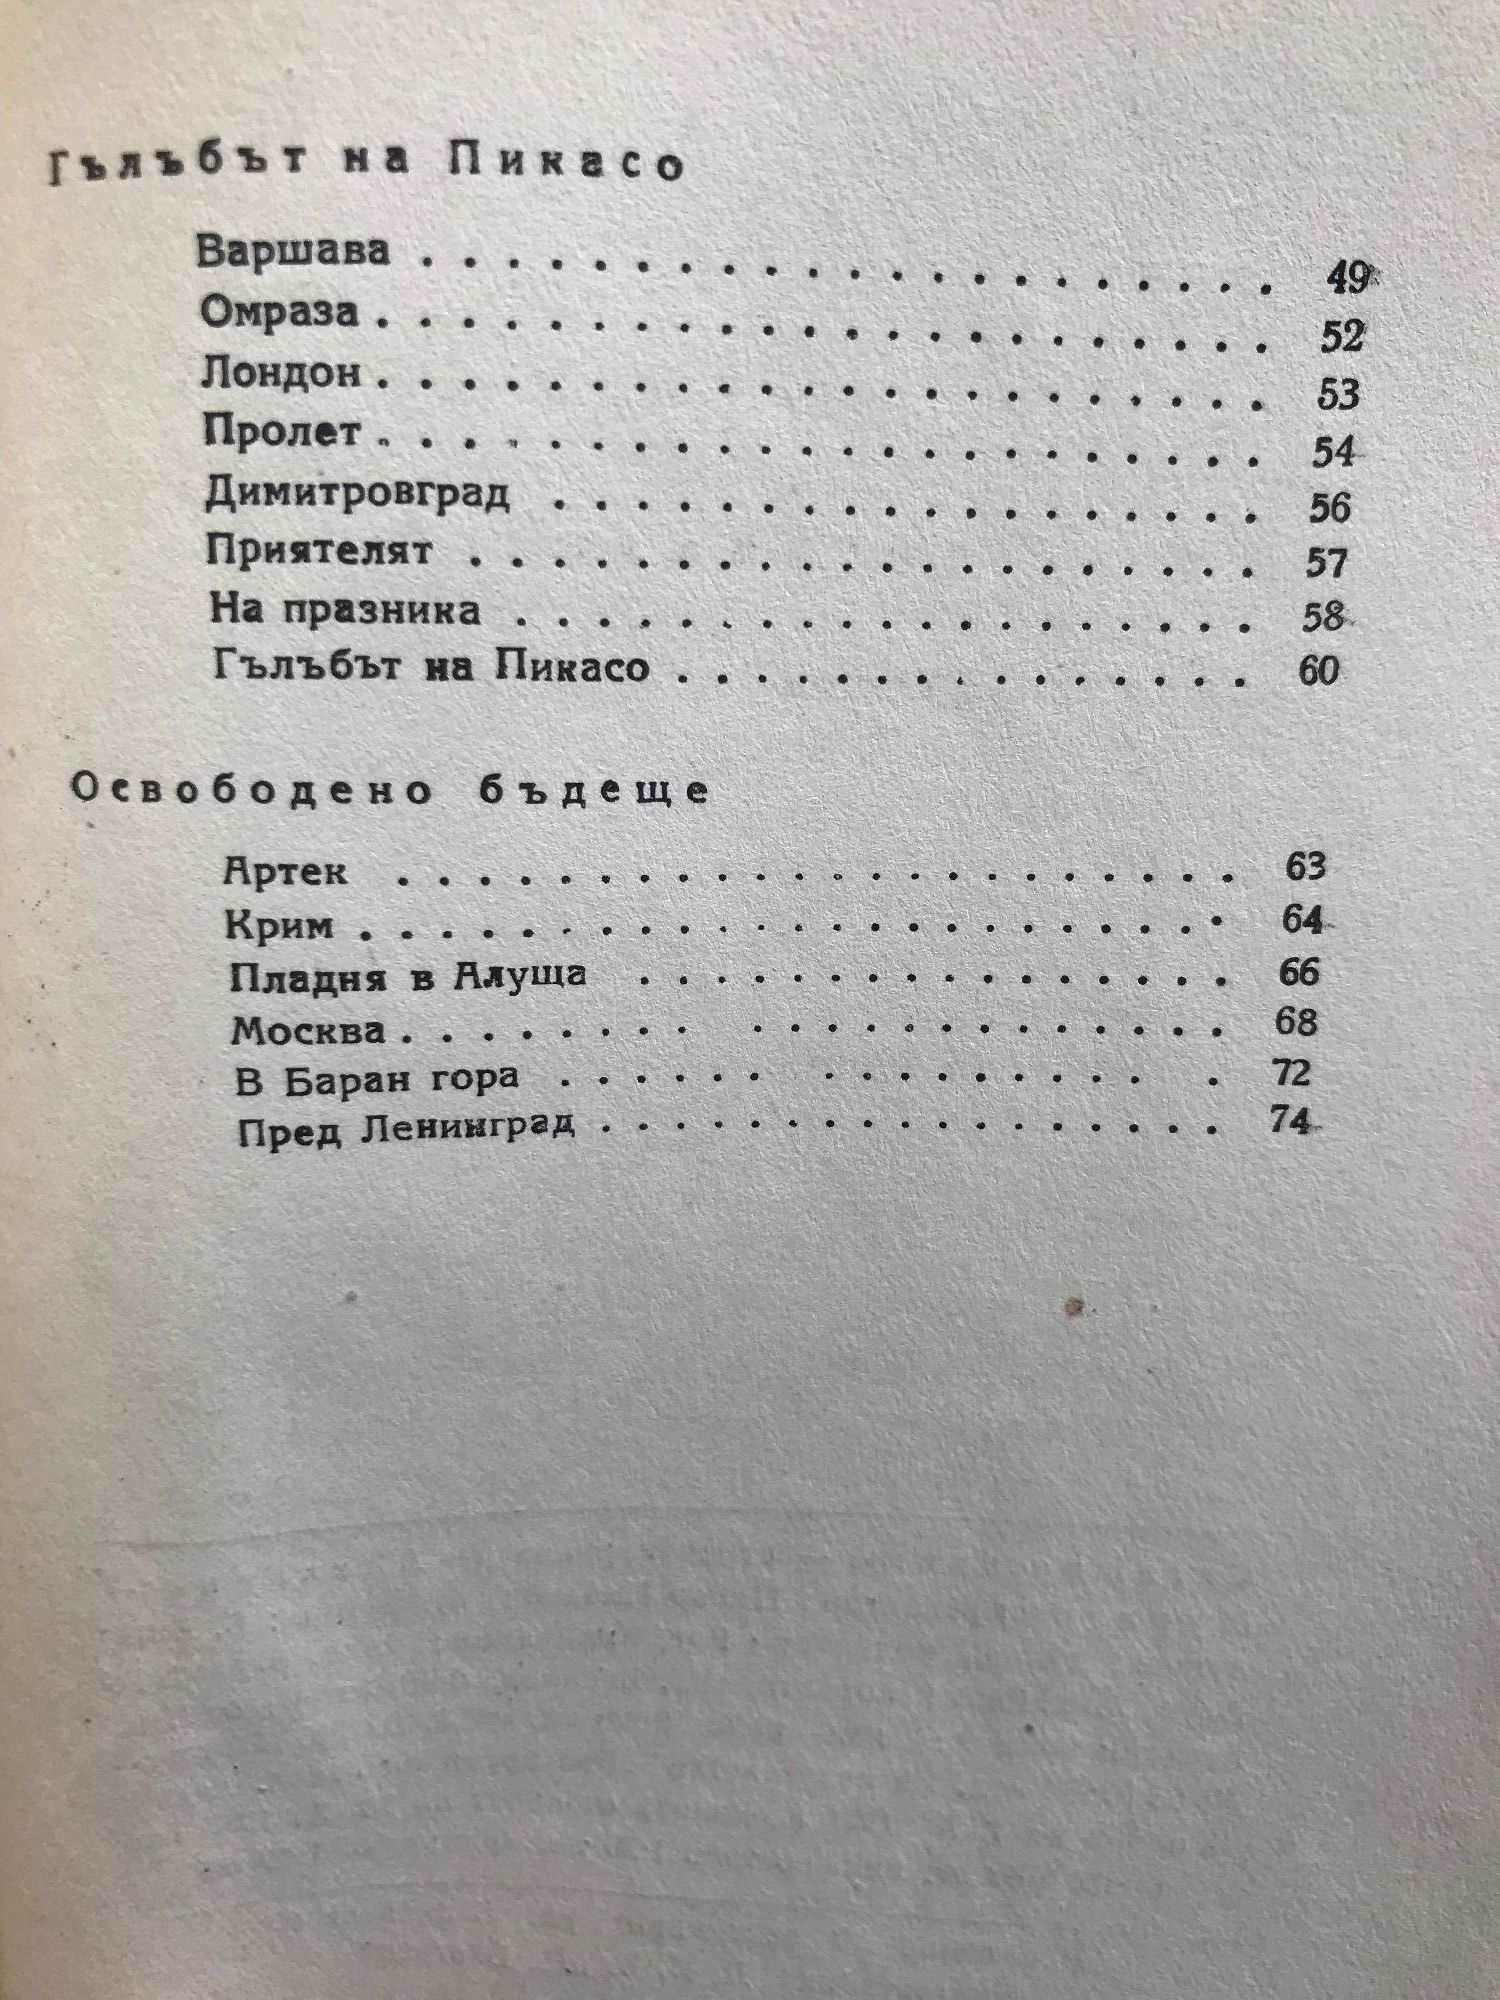 Гълъбът на Пикасо
Варшава . . . . . . . . . . . . . . . . . . . . . 49
Омраза . . . . . . . . . . . . . . . . . . . . . . 52
Лондон . . . . . . . . . . . . . . . . . . . . . . 53
Пролет . . . . . . . . . . . . . . . . . . . . . . 54
Димитровград . . . . . . . . . . . . . . . . . . 56
Приятелят . . . . . . . . . . . . . . . . . . . . 57
На празника . . . . . . . . . . . . . . . . . . . 58
Гълъбът на Пикасо . . . . . . . . . . . . . . . 60
Освободено бъдеще
Артек . . . . . . . . . . . . . . . . . . . . . . 63
Крим . . . . . . . . . . . . . . . . . . . . . . 64
Пладня в Алуща . . . . . . . . . . . . . . . . 66
Москва . . . . . . . . . . . . . . . . . . . . 68
В Баран гора . . . . . . . . . . . . . . . . 72
Пред Ленинград . . . . . . . . . . . . . . . . . 74